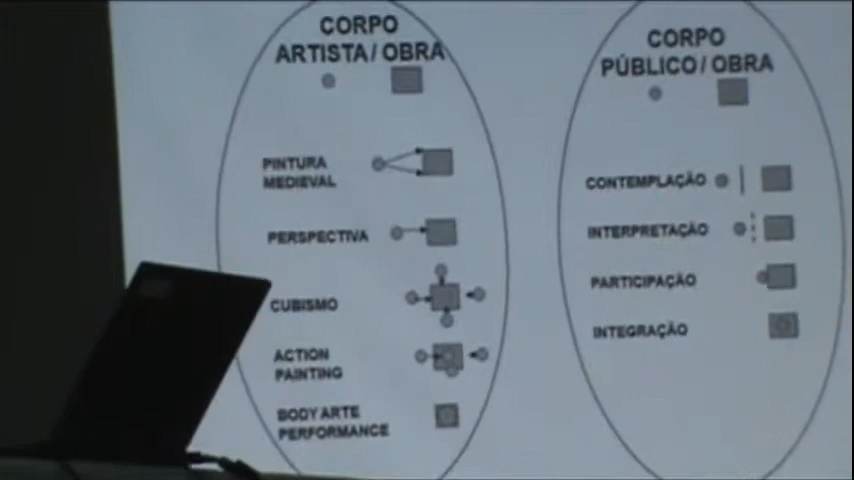 CORPO
ARTISTA / OBRA
PINTURA
MEDIEVAL
PERSPECTIVA
CUBISMO
ACTION
PAINTING
BODY ARTE
PERFORMANCE
CORPO
PÚBLICO / OBRA
CONTEMPLAÇÃO
INTERPRETAÇÃO
PARTICIPAÇÃO
INTEGRAÇÃO